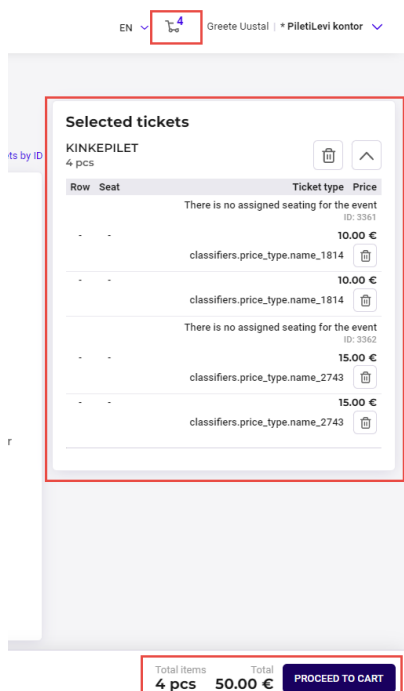 EN 4 Greete Uustal | * PiletiLevi kontor
Selected tickets
KINKEPILET
4 pcs
ets by ID
Row Seat Ticket type Price
There is no assigned seating for the event
ID: 3361
- - 10.00 €
classifiers.price_type.name_1814
- - 10.00 €
classifiers.price_type.name_1814
There is no assigned seating for the event
ID: 3362
- - 15.00 €
classifiers.price_type.name_2743
- - 15.00 €
classifiers.price_type.name_2743
r
Total items Total
4 pcs 50.00 € PROCEED TO CART